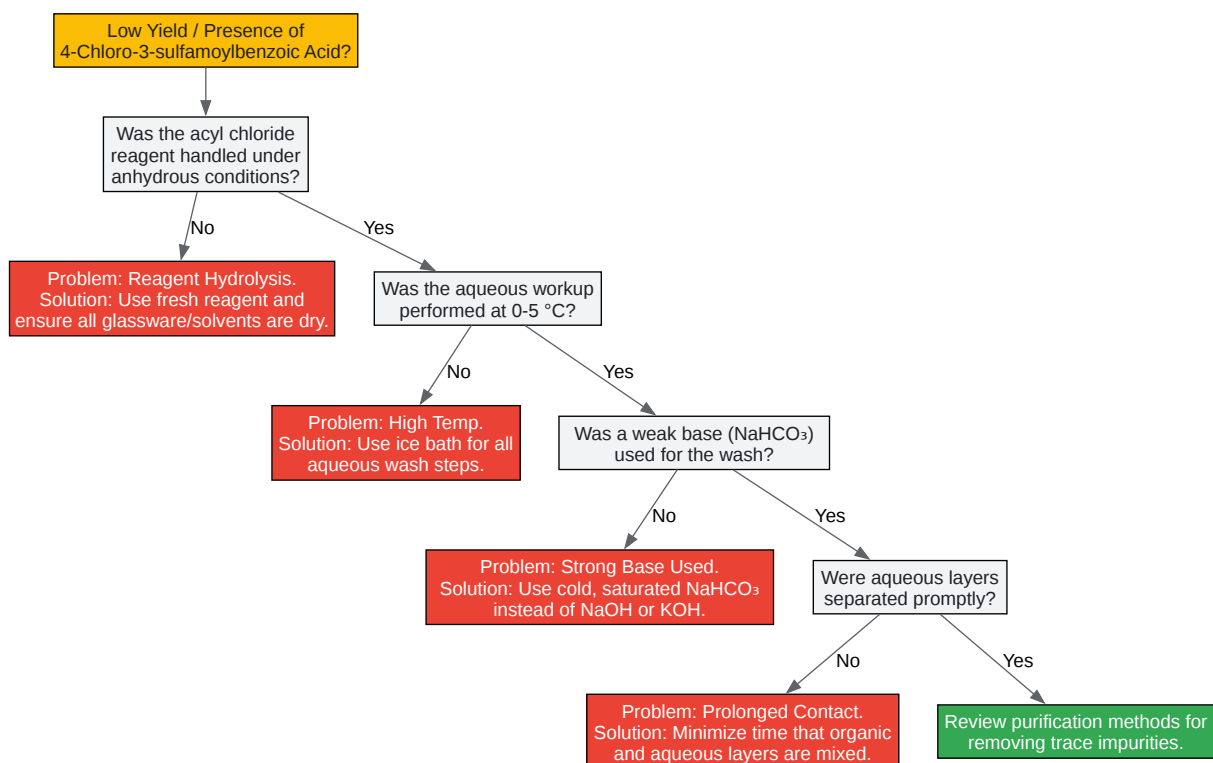 Low Yield / Presence of
4-Chloro-3-sulfamoylbenzoic Acid?
Was the acyl chloride
reagent handled under
anhydrous conditions?
No
Yes
Problem: Reagent Hydrolysis.
Solution: Use fresh reagent and
ensure all glassware/solvents are dry.
Was the aqueous workup
performed at 0-5 °C?
No
Yes
Problem: High Temp.
Solution: Use ice bath for all
aqueous wash steps.
Was a weak base (NaHCO₃)
used for the wash?
No
Yes
Problem: Strong Base Used.
Solution: Use cold, saturated NaHCO₃
instead of NaOH or KOH.
Were aqueous layers
separated promptly?
No
Yes
Problem: Prolonged Contact.
Solution: Minimize time that organic
and aqueous layers are mixed.
Review purification methods for
removing trace impurities.